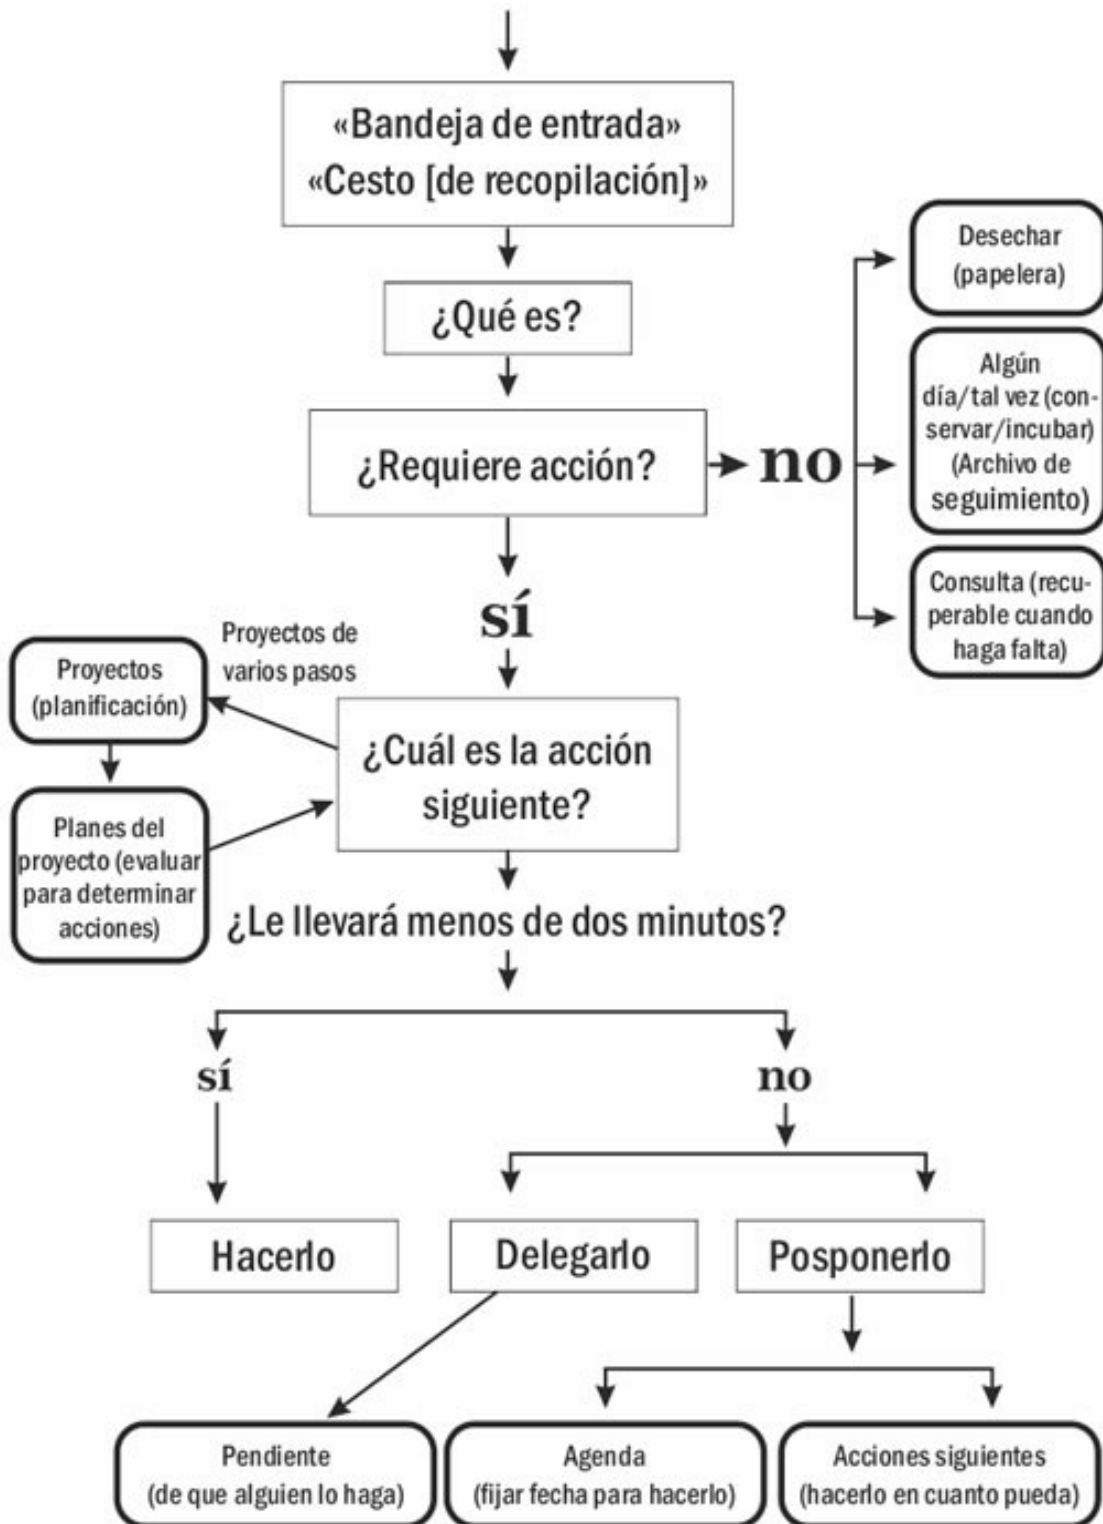 «Bandeja de entrada»
«Cesto [de recopilación]»
¿Qué es?
¿Requiere acción?
no
Desechar
(papelera)
Algún
día/tal vez (con-
servar/incubar)
(Archivo de
seguimiento)
Consulta (recu-
perable cuando
haga falta)
sí
Proyectos de
varios pasos
Proyectos
(planificación)
¿Cuál es la acción
siguiente?
Planes del
proyecto (evaluar
para determinar
acciones)
¿Le llevará menos de dos minutos?
sí
no
Hacerlo
Delegarlo
Posponerlo
Pendiente
(de que alguien lo haga)
Agenda
(fijar fecha para hacerlo)
Acciones siguientes
(hacerlo en cuanto pueda)